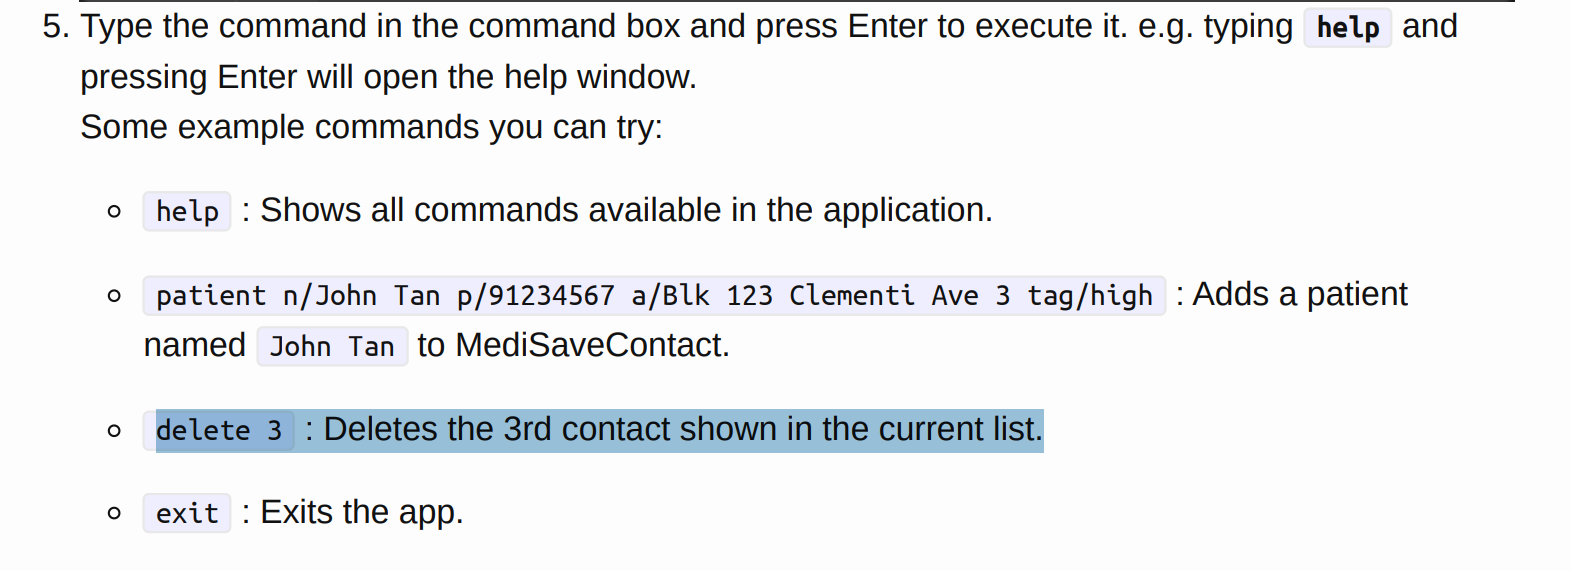 5. Type the command in the command box and press Enter to execute it. e.g. typing help and
pressing Enter will open the help window.
Some example commands you can try:
help : Shows all commands available in the application.
patient n/John Tan p/91234567 a/Blk 123 Clementi Ave 3 tag/high : Adds a patient
named John Tan to MediSaveContact.
delete 3 : Deletes the 3rd contact shown in the current list.
exit : Exits the app.